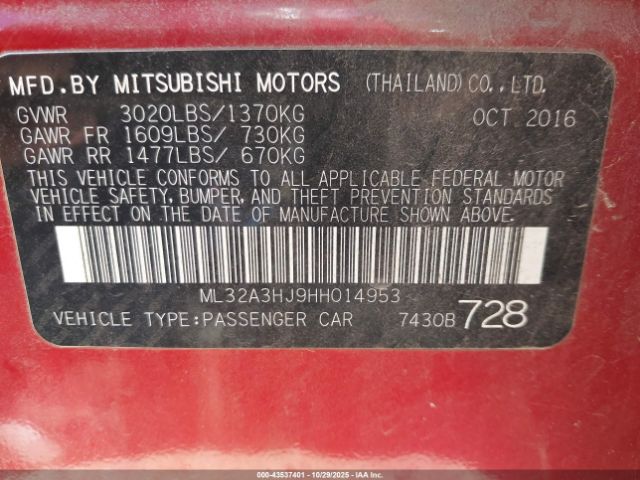 MFD.BY MITSUBISHI MOTORS (THAILAND)CO.,LTD.
GVWR 3020LBS/1370KG OCT 2016
GAWR FR 1609LBS/ 730KG
GAWR RR 1477LBS/ 670KG
THIS VEHICLE CONFORMS TO ALL APPLICABLE FEDERAL MOTOR
VEHICLE SAFETY, BUMPER, AND THEFT PREVENTION STANDARDS
IN EFFECT ON THE DATE OF MANUFACTURE SHOWN ABOVE.
ML32A3HJ9HH014953
VEHICLE TYPE:PASSENGER CAR 7430B 728
000-43537401 - 10/29/2025 - IAAI.COM